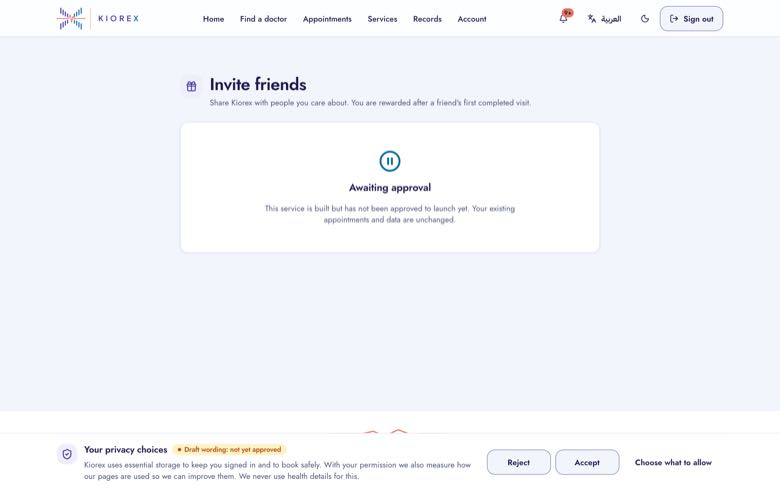 KIOREX
Home
Find a doctor
Appointments
Services
Records
Account
9+
العربية
Sign out
Invite friends
Share Kiorex with people you care about. You are rewarded after a friend's first completed visit.
Awaiting approval
This service is built but has not been approved to launch yet. Your existing
appointments and data are unchanged.
Your privacy choices
Draft wording: not yet approved
Kiorex uses essential storage to keep you signed in and to book safely. With your permission we also measure how
our pages are used so we can improve them. We never use health details for this.
Reject
Accept
Choose what to allow